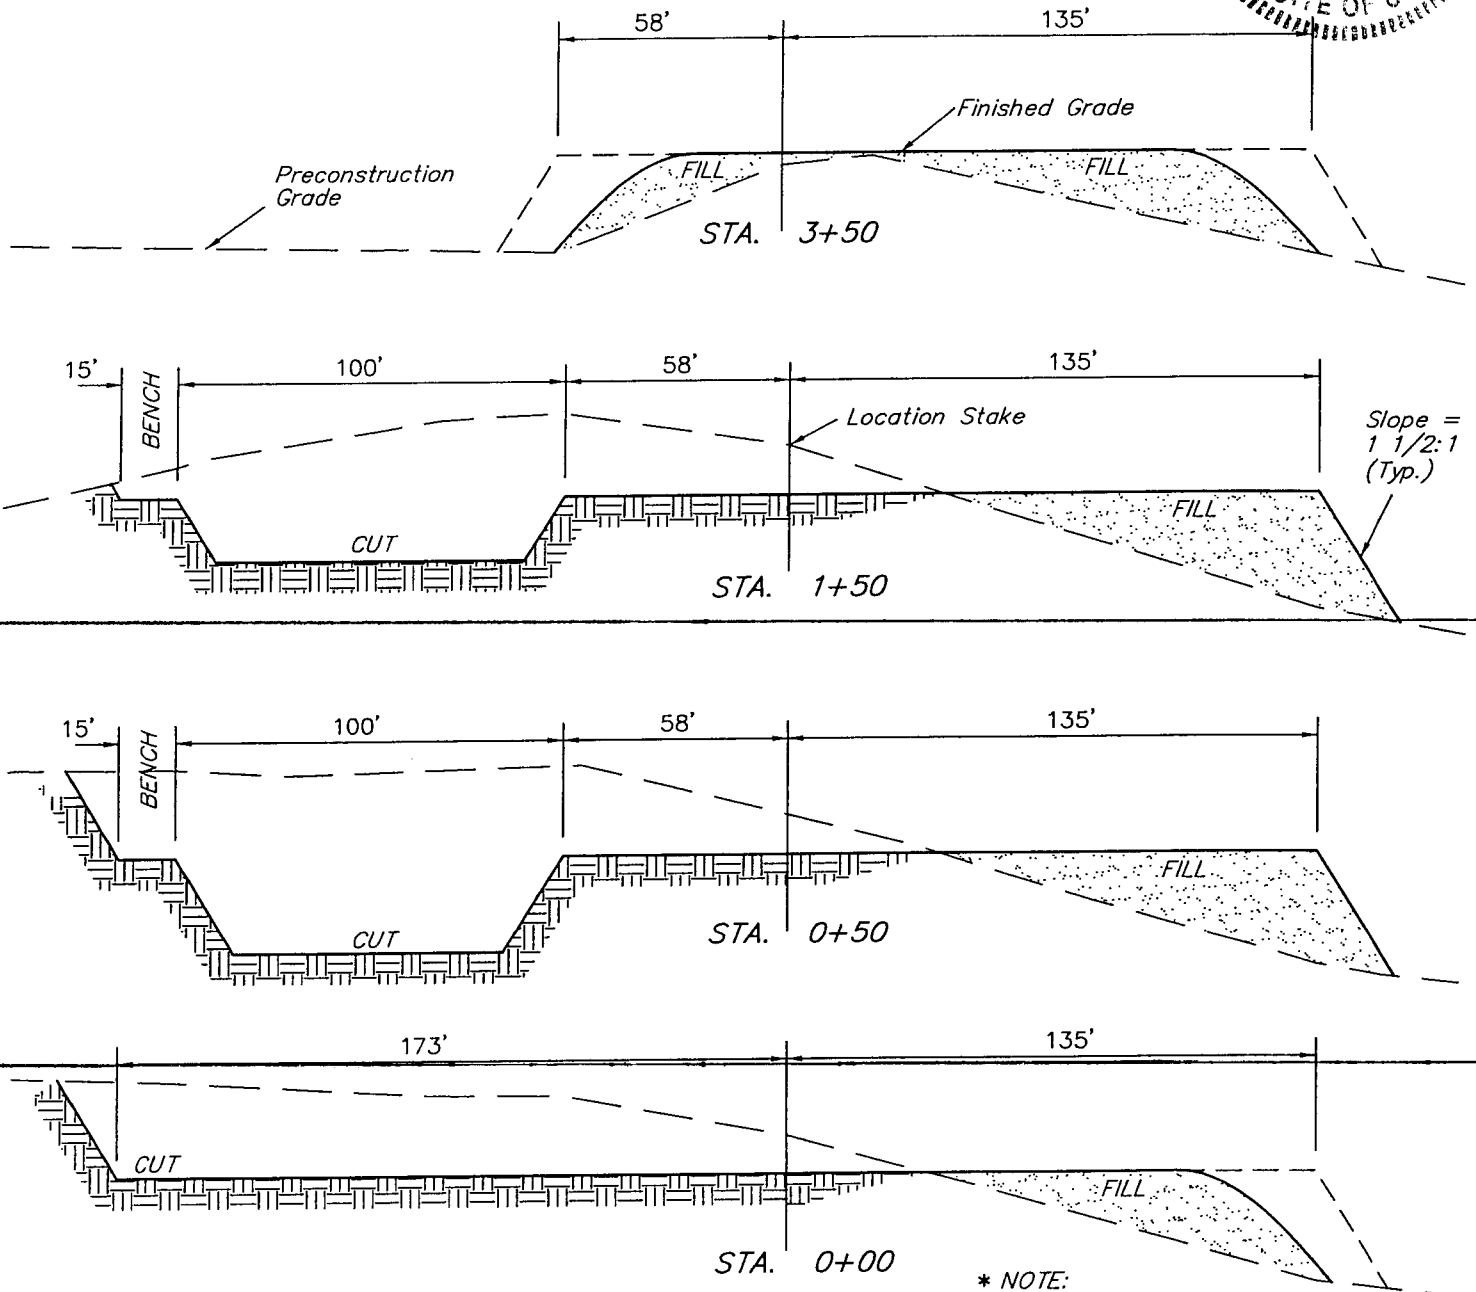 58' 135'
Finished Grade
Preconstruction
Grade
FILL FILL
STA. 3+50
15' BENCH 100' 58' 135'
Location Stake
Slope =
1 1/2:1
(Typ.)
FILL
CUT
STA. 1+50
15' BENCH 100' 58' 135'
FILL
CUT
STA. 0+50
173' 135'
CUT
FILL
STA. 0+00
* NOTE: